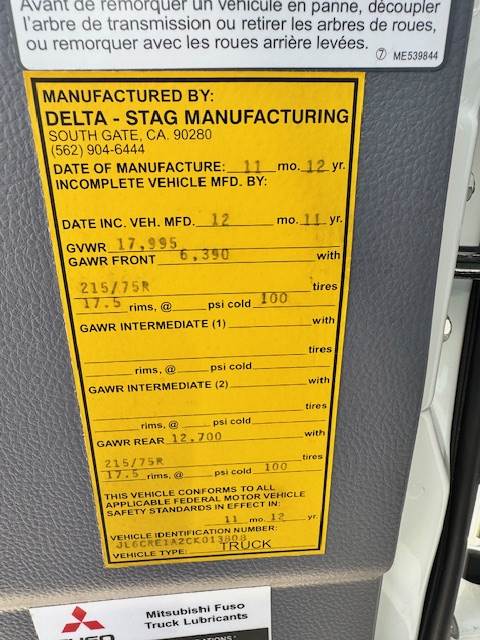 Avant de remorquer un véhicule en panne, découpler
l'arbre de transmission ou retirer les arbres de roues,
ou remorquer avec les roues arrière levées.
⑦ ME539844
MANUFACTURED BY:
DELTA - STAG MANUFACTURING
SOUTH GATE, CA. 90280
(562) 904-6444
DATE OF MANUFACTURE: 11 mo. 12 yr.
INCOMPLETE VEHICLE MFD. BY:
DATE INC. VEH. MFD. 12 mo. 11 yr.
GVWR 17,995
GAWR FRONT 6,390 with
215/75R tires
17.5 rims, @ psi cold 100
GAWR INTERMEDIATE (1) with
tires
rims, @ psi cold
GAWR INTERMEDIATE (2) with
tires
rims, @ psi cold
GAWR REAR 12,700 with
215/75R tires
17.5 rims, @ psi cold 100
THIS VEHICLE CONFORMS TO ALL
APPLICABLE FEDERAL MOTOR VEHICLE
SAFETY STANDARDS IN EFFECT IN:
11 mo. 12 yr.
VEHICLE IDENTIFICATION NUMBER:
JL6CRE1A2CK013808
VEHICLE TYPE: TRUCK
Mitsubishi Fuso
Truck Lubricants
FUSO